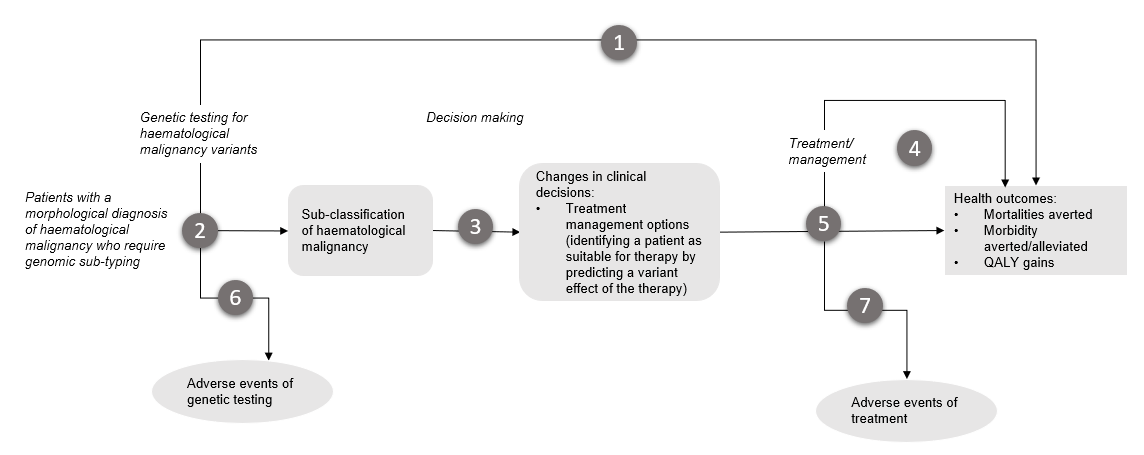 1
Genetic testing for
haematological
malignancy variants
Decision making
Treatment/
management
4
Patients with a
morphological diagnosis
of haematological
malignancy who require
genomic sub-typing
2
Sub-classification
of haematological
malignancy
3
Changes in clinical
decisions:
• Treatment
management options
(identifying a patient as
suitable for therapy by
predicting a variant
effect of the therapy)
5
Health outcomes:
• Mortalities averted
• Morbidity
averted/alleviated
• QALY gains
6
7
Adverse events of
genetic testing
Adverse events of
treatment